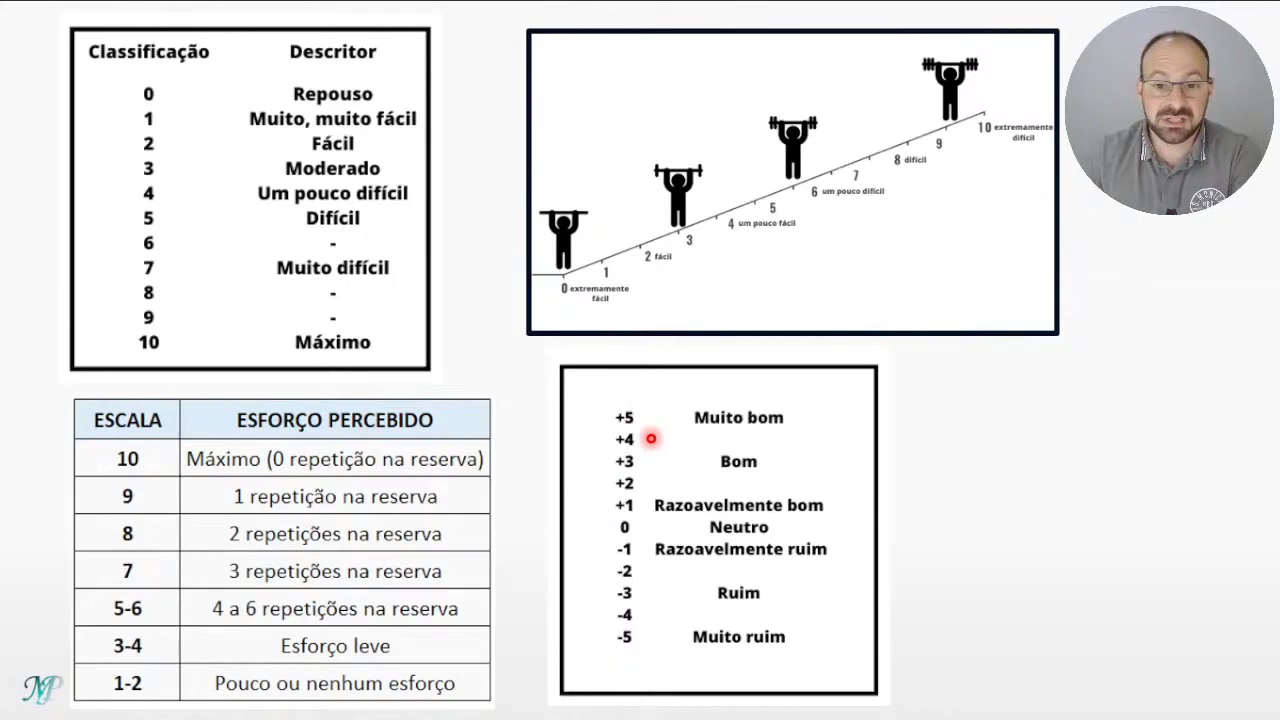 Classificação Descritor
0 Repouso
1 Muito, muito fácil
2 Fácil
3 Moderado
4 Um pouco difícil
5 Difícil
6 -
7 Muito difícil
8 -
9 -
10 Máximo
0 extremamente
fácil
1
2 fácil
3
4 um pouco fácil
5
6 um pouco difícil
7
8 difícil
9
10 extremamente
difícil
ESCALA ESFORÇO PERCEBIDO
10 Máximo (0 repetição na reserva)
9 1 repetição na reserva
8 2 repetições na reserva
7 3 repetições na reserva
5-6 4 a 6 repetições na reserva
3-4 Esforço leve
1-2 Pouco ou nenhum esforço
+5 Muito bom
+4
+3 Bom
+2
+1 Razoavelmente bom
0 Neutro
-1 Razoavelmente ruim
-2
-3 Ruim
-4
-5 Muito ruim
MP